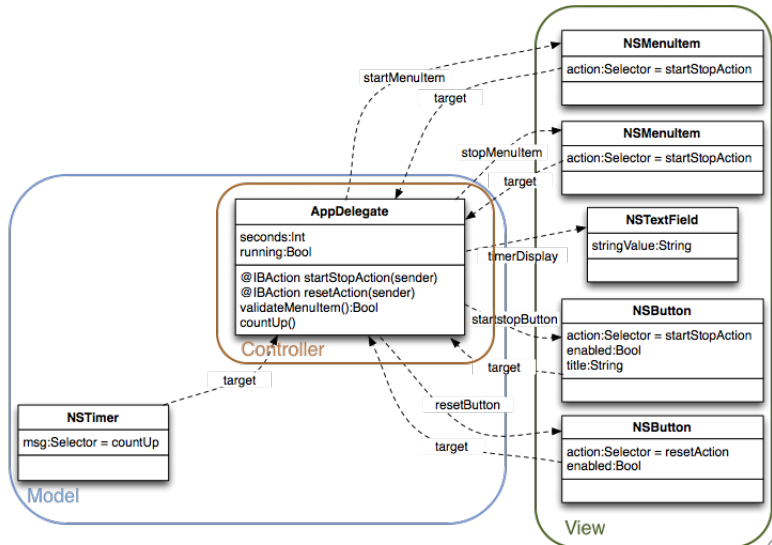 NSMenuItem
action:Selector = startStopAction
startMenuItem
target
NSMenuItem
action:Selector = startStopAction
stopMenuItem
target
AppDelegate
seconds:Int
running:Bool
@IBAction startStopAction(sender)
@IBAction resetAction(sender)
validateMenuItem():Bool
countUp()
Controller
NSTextField
stringValue:String
timerDisplay
NSButton
action:Selector = startStopAction
enabled:Bool
title:String
startstopButton
target
target
resetButton
target
NSTimer
msg:Selector = countUp
NSButton
action:Selector = resetAction
enabled:Bool
Model
View